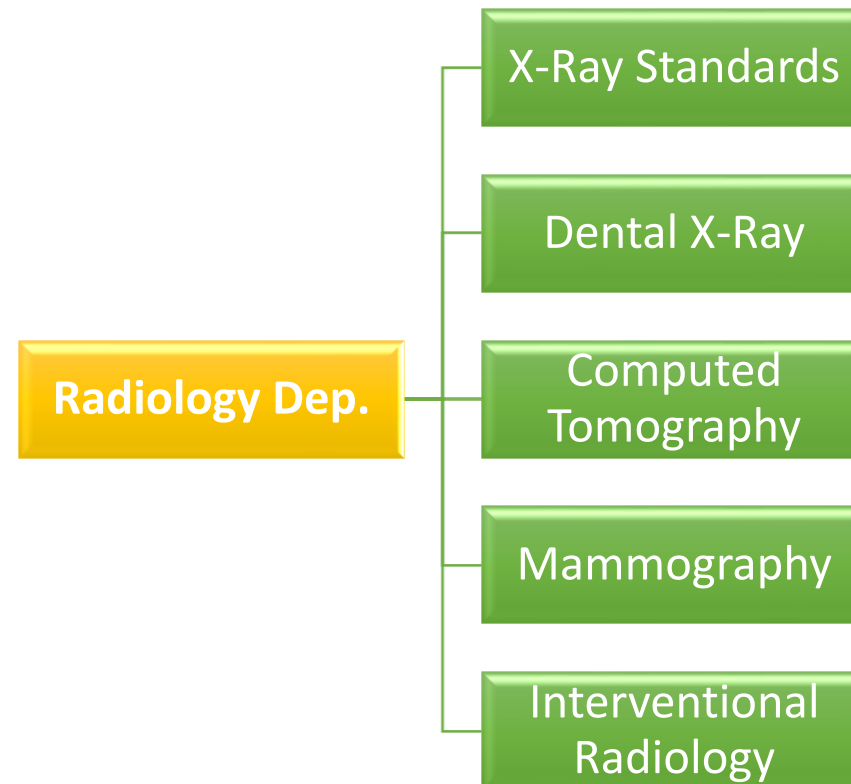 X-Ray Standards
Dental X-Ray
Radiology Dep.
Computed
Tomography
Mammography
Interventional
Radiology